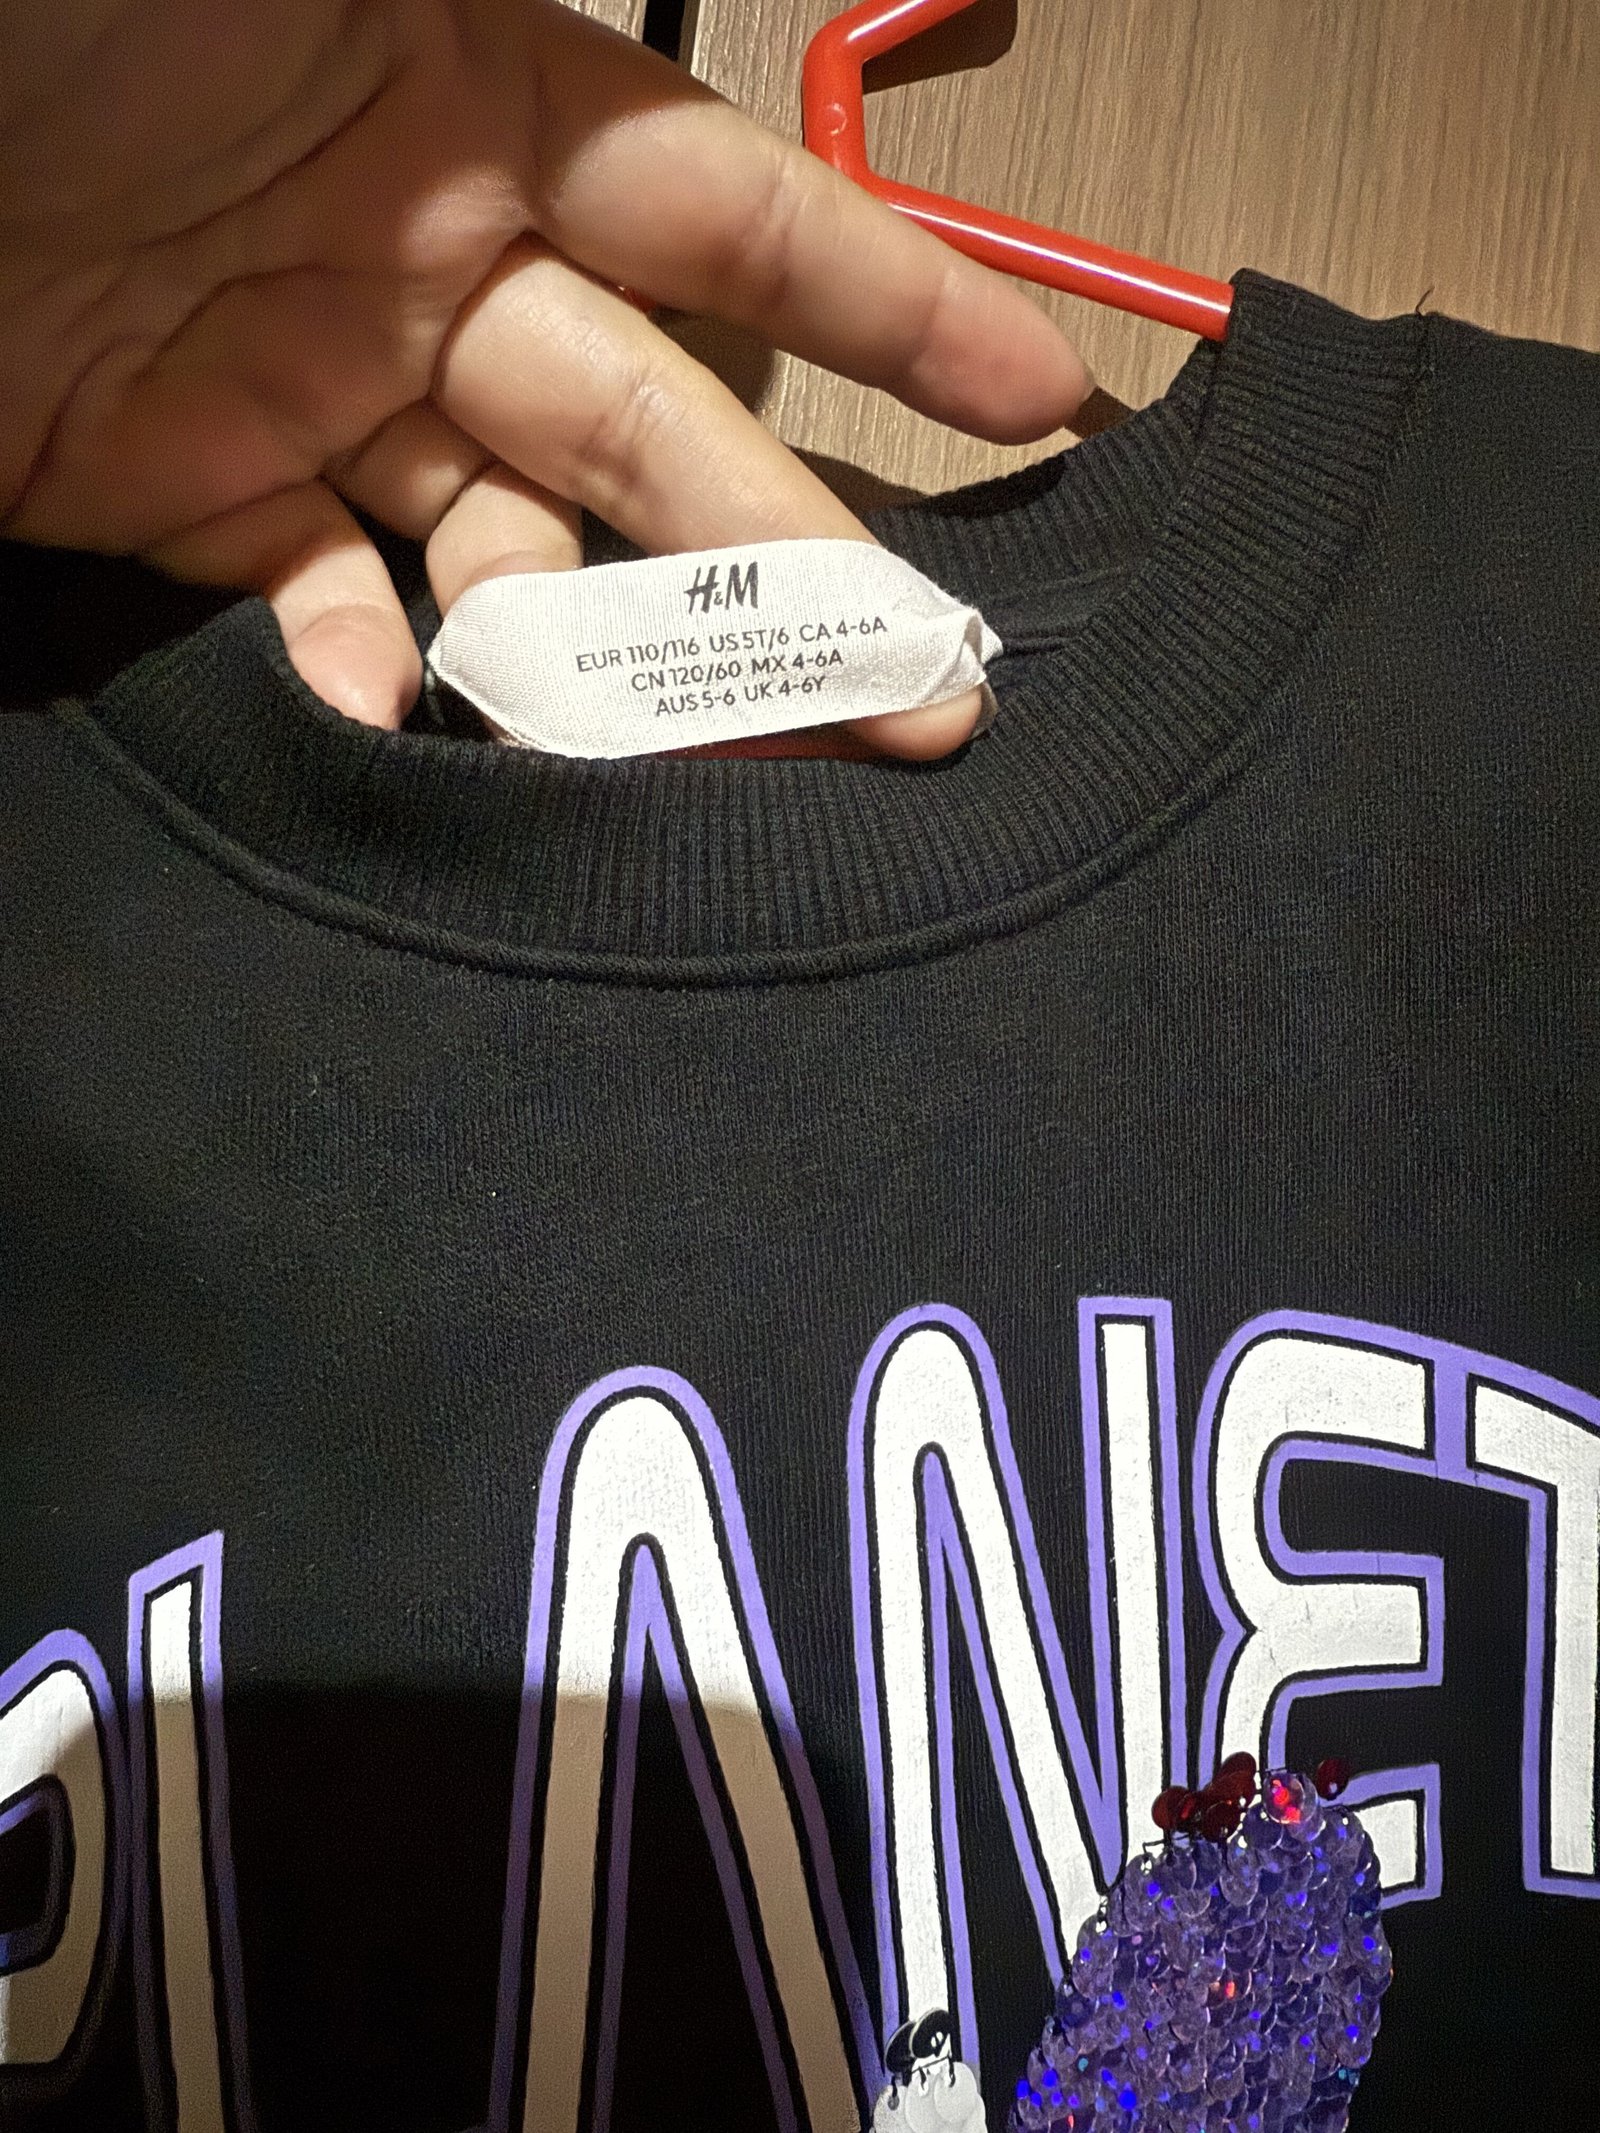 H&M
EUR 110/116 US 5T/6 CA 4-6A
CN 120/60 MX 4-6A
AUS 5-6 UK 4-6Y
PLANET